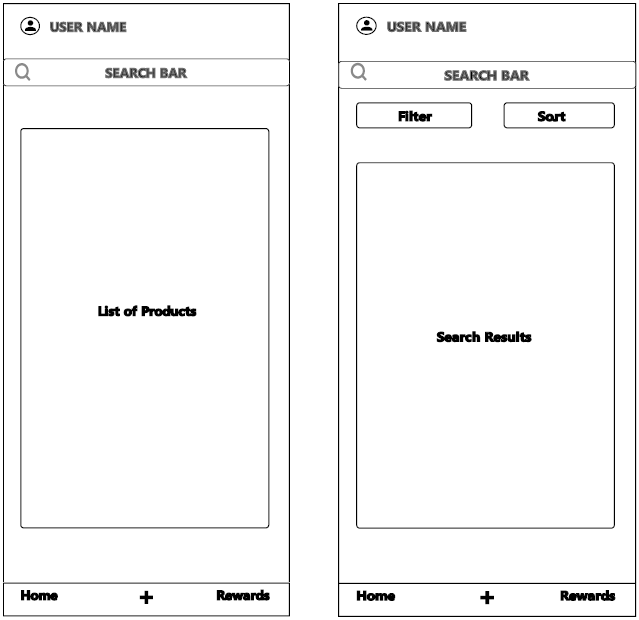 USER NAME
SEARCH BAR
List of Products
Home + Rewards
USER NAME
SEARCH BAR
Filter Sort
Search Results
Home + Rewards